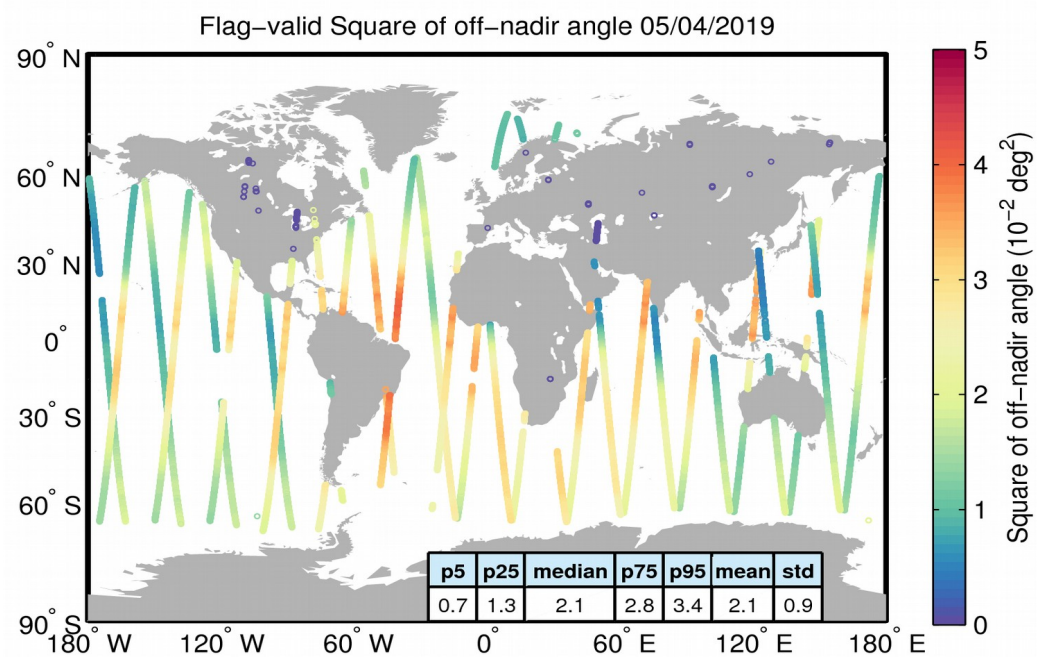 Flag−valid Square of off−nadir angle 05/04/2019
90° N
60° N
30° N
0°
30° S
60° S
90° S
180° W
120° W
60° W
0°
60° E
120° E
180° E
p5 p25 median p75 p95 mean std
0.7 1.3 2.1 2.8 3.4 2.1 0.9
5
4
3
2
1
0
Square of off−nadir angle (10⁻² deg²)